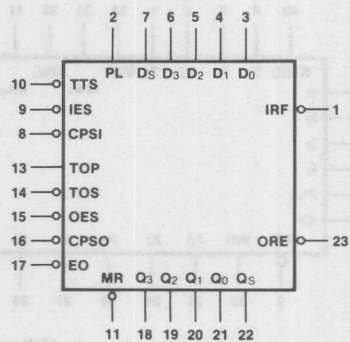 2 7 6 5 4 3
PL DS D3 D2 D1 D0
10 TTS
9 IES
8 CPSI
13 TOP
14 TOS
15 OES
16 CPSO
17 EO
IRF 1
ORE 23
MR Q3 Q2 Q1 Q0 QS
11 18 19 20 21 22